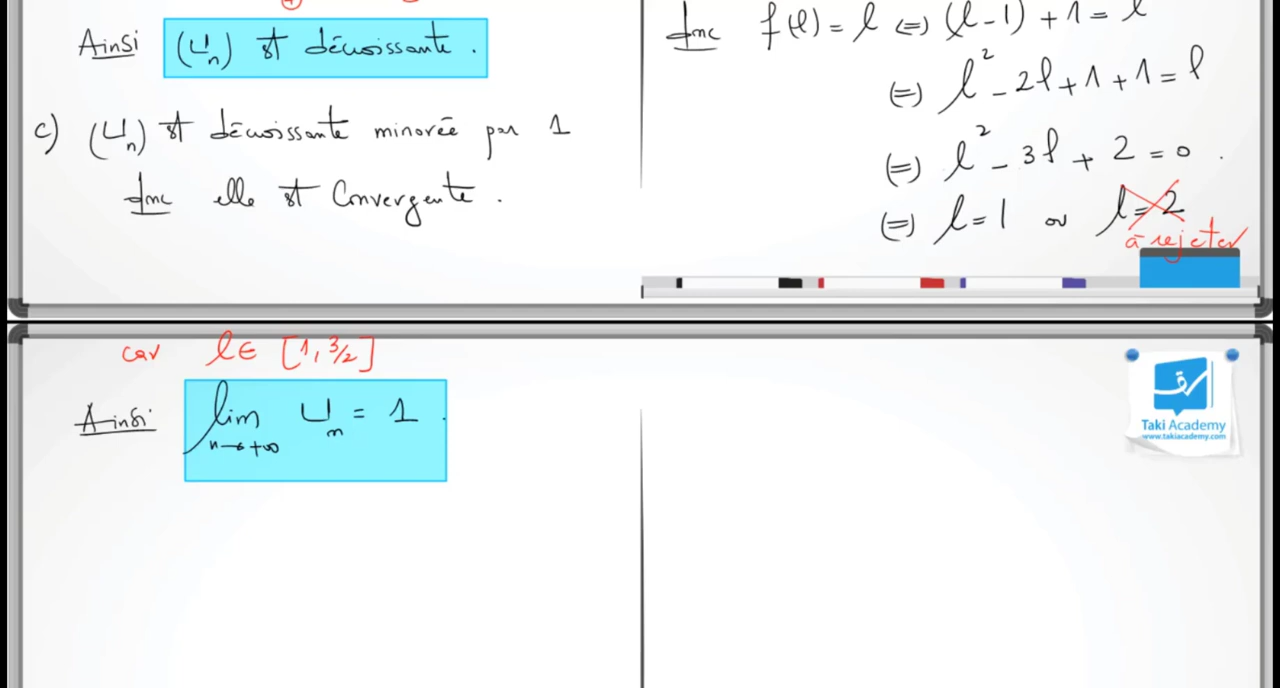 Ainsi (Un) est décroissante.
c) (Un) est décroissante minorée par 1
donc elle est Convergente.
donc f(l) = l ⇔ (l-1) + 1 = l
⇔ l² - 2l + 1 + 1 = l
⇔ l² - 3l + 2 = 0.
⇔ l = 1 ou l = 2
à rejeter
car l ∈ [1, 3/2]
Ainsi lim Un = 1.
n→+∞
قـ
Taki Academy
www.takiacademy.com